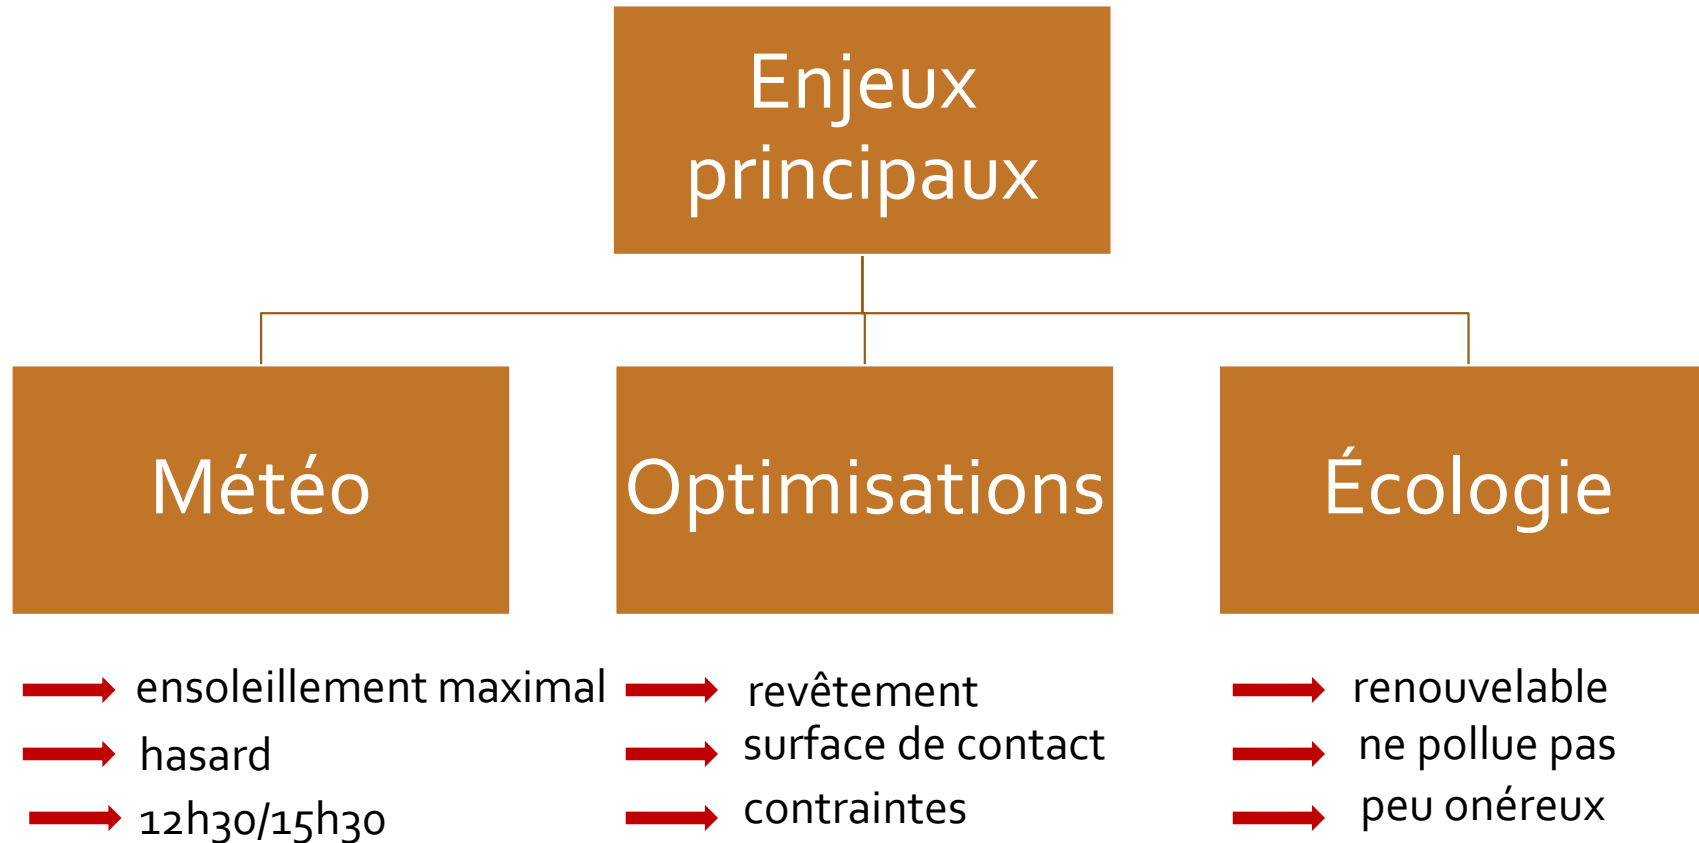 Enjeux
principaux
Météo
Optimisations
Écologie
ensoleillement maximal
hasard
12h30/15h30
revêtement
surface de contact
contraintes
renouvelable
ne pollue pas
peu onéreux